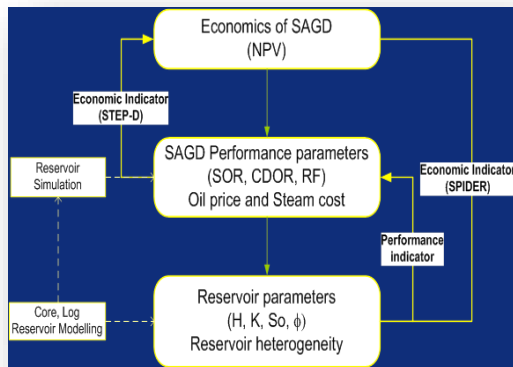 Economics of SAGD
(NPV)
Economic Indicator
(STEP-D)
SAGD Performance parameters
(SOR, CDOR, RF)
Oil price and Steam cost
Reservoir
Simulation
Economic Indicator
(SPIDER)
Performance
indicator
Core, Log
Reservoir Modelling
Reservoir parameters
(H, K, So, ϕ)
Reservoir heterogeneity